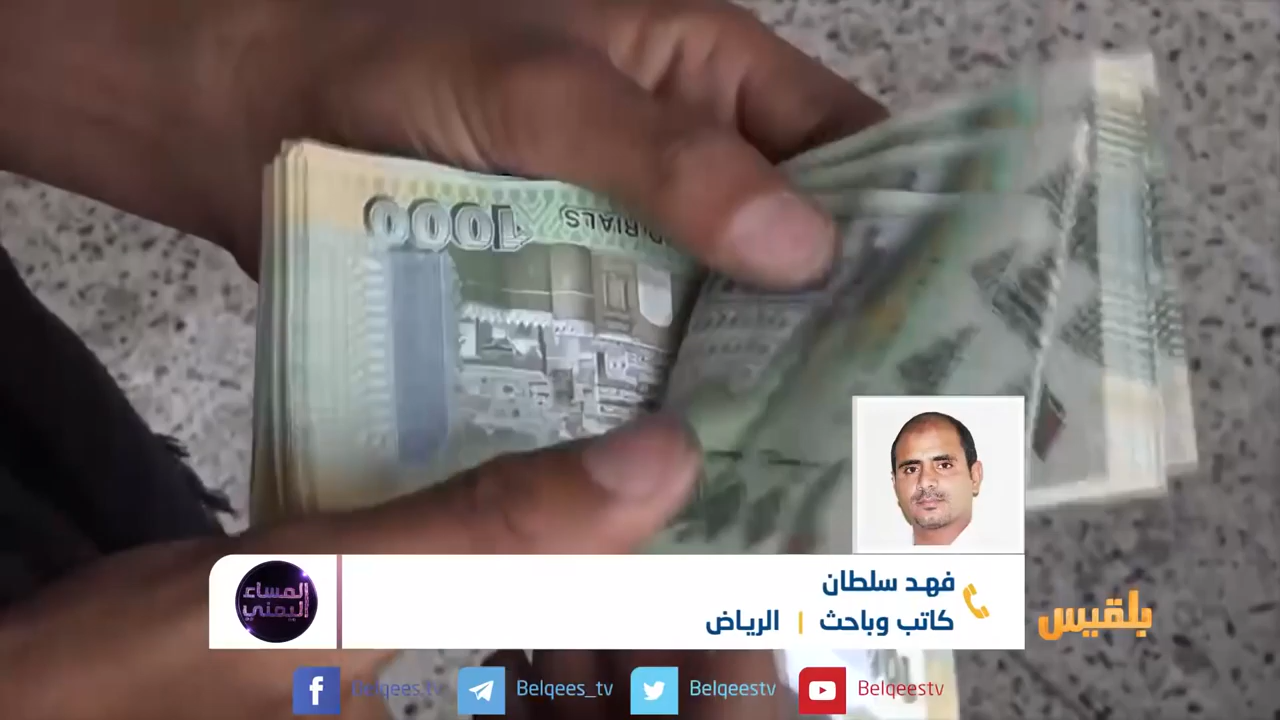 1000
RIALS
فهد سلطان
كاتب وباحث | الرياض
بلقيس
المساء
اليمني
Belqees.tv
Belqees_tv
Belqeestv
Belqeestv